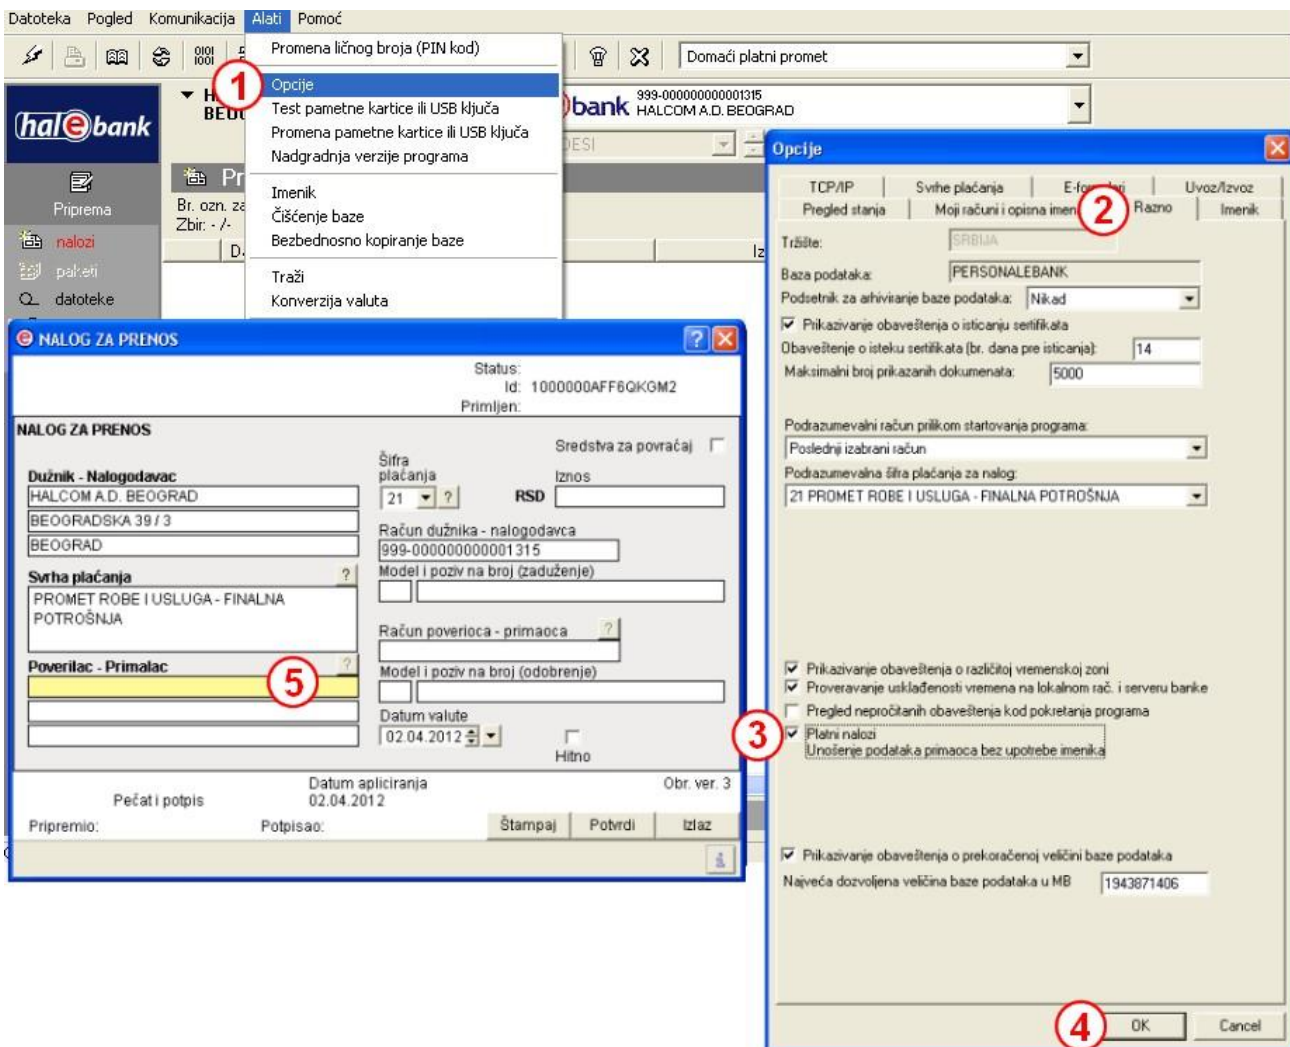 Datoteka Pogled Komunikacija Alati Pomoć
Promena ličnog broja (PIN kod)
Opcije
Test pametne kartice ili USB ključa
Promena pametne kartice ili USB ključa
Nadgradnja verzije programa
Imenik
Čišćenje baze
Bezbednosno kopiranje baze
Traži
Konverzija valuta
1
Domaći platni promet
hal e bank
bank 999-000000000001315
HALCOM A.D. BEOGRAD
Priprema
nalozi
paketi
datoteke
Br. ozn. za
Zbir: - /-
NALOG ZA PRENOS
Status:
Id: 1000000AFF6QKGM2
Primljen:
NALOG ZA PRENOS
Sredstva za povraćaj
Dužnik - Nalogodavac
HALCOM A.D. BEOGRAD
BEOGRADSKA 39 / 3
BEOGRAD
Šifra
plaćanja
21 ?
Iznos
RSD
Račun dužnika - nalogodavca
999-000000000001315
Model i poziv na broj (zaduženje)
Svrha plaćanja ?
PROMET ROBE I USLUGA - FINALNA
POTROŠNJA
Račun poverioca - primaoca ?
Poverilac - Primalac ?
5
Model i poziv na broj (odobrenje)
Datum valute
02.04.2012
Hitno
Pečat i potpis
Datum apliciranja
02.04.2012
Obr. ver. 3
Pripremio:
Potpisao:
Štampaj Potvrdi Izlaz
Opcije
TCP/IP Svrhe plaćanja Uvoz/Izvoz
Pregled stanja 2 Razno Imenik
Tržište: SRBIJA
Baza podataka: PERSONALEBANK
Podsetnik za arhiviranje baze podataka: Nikad
Prikazivanje obaveštenja o isticanju sertifikata
Obaveštenje o isteku sertifikata (br. dana pre isticanja): 14
Maksimalni broj prikazanih dokumenata: 5000
Podrazumevalni račun prilikom startovanja programa:
Poslednji izabrani račun
Podrazumevalna šifra plaćanja za nalog:
21 PROMET ROBE I USLUGA - FINALNA POTROŠNJA
Prikazivanje obaveštenja o različitoj vremenskoj zoni
Proveravanje usklađenosti vremena na lokalnom rač. i serveru banke
Pregled nepročitanih obaveštenja kod pokretanja programa
3 Platni nalozi
Unošenje podataka primaoca bez upotrebe imenika
Prikazivanje obaveštenja o prekoračenoj veličini baze podataka
Najveća dozvoljena veličina baze podataka u MB 1943871406
4 OK Cancel